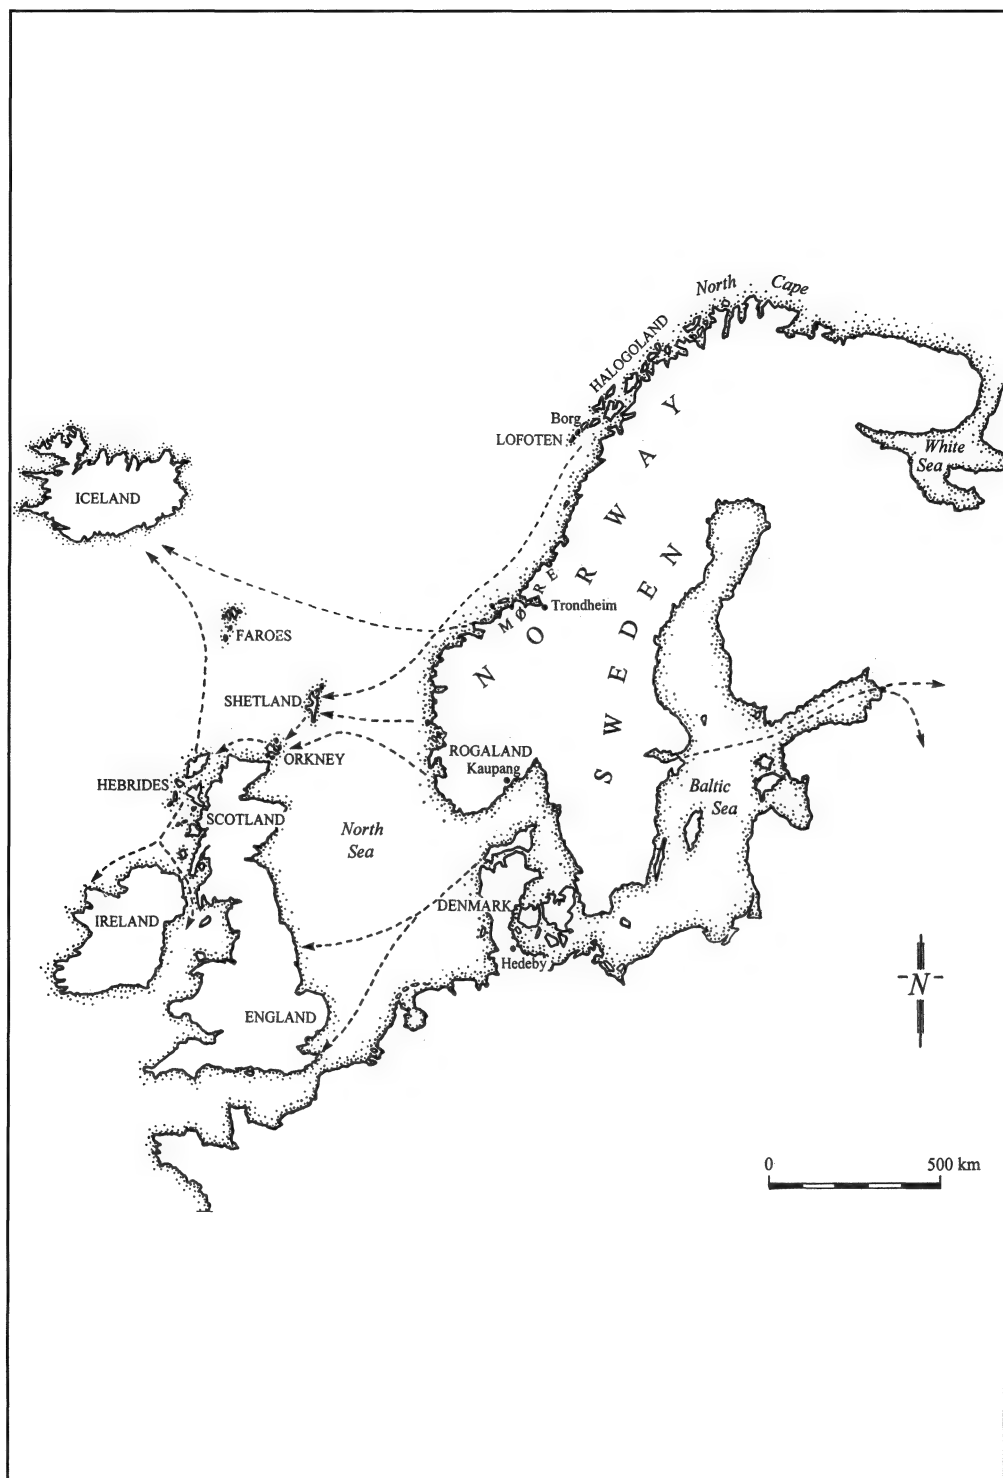 North Cape
HALOGOLAND
Borg
LOFOTEN
NORWAY
White
Sea
ICELAND
SWEDEN
MØRE
Trondheim
FAROES
SHETLAND
ORKNEY
ROGALAND
Kaupang
HEBRIDES
Baltic
Sea
SCOTLAND
North
Sea
DENMARK
IRELAND
Hedeby
N
ENGLAND
0 500 km